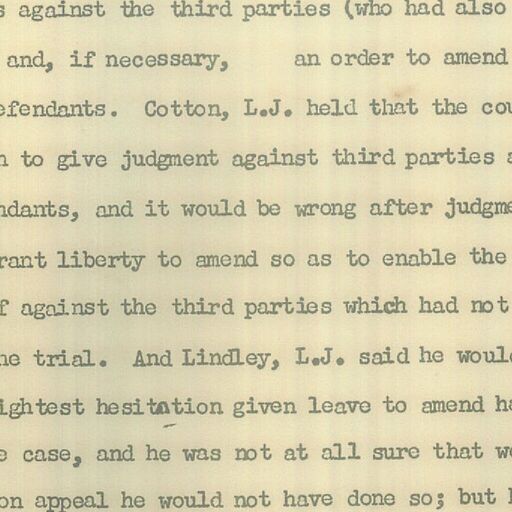 s against the third parties (who had also
and, if necessary, an order to amend
efendants. Cotton, L.J. held that the cou
n to give judgment against third parties a
ndants, and it would be wrong after judgme
rant liberty to amend so as to enable the
f against the third parties which had not
he trial. And Lindley, L.J. said he would
ightest hesitation given leave to amend ha
e case, and he was not at all sure that we
on appeal he would not have done so; but